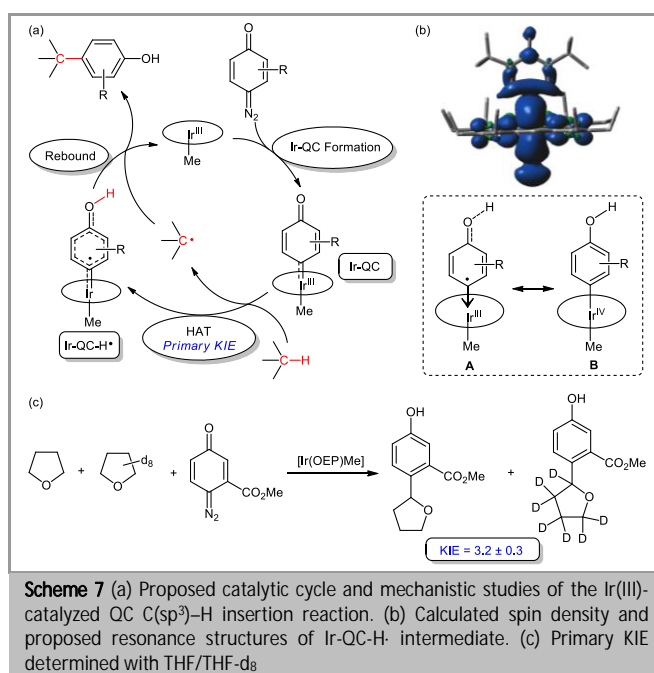 (a)
OH
R
O
R
N₂
Ir^III
Me
Rebound
Ir-QC Formation
H
O
R
Ir
Me
Ir-QC-H•
C•
O
R
Ir^III
Me
Ir-QC
HAT
Primary KIE
C–H
(b)
H
O
R
Ir^III
Me
A
H
O
R
Ir^IV
Me
B
(c)
O
+
O
d₈
+
O
CO₂Me
N₂
[Ir(OEP)Me]
OH
CO₂Me
O
+
OH
CO₂Me
D
D
D
D
D
D
D
O
KIE = 3.2 ± 0.3
Scheme 7 (a) Proposed catalytic cycle and mechanistic studies of the Ir(III)-
catalyzed QC C(sp³)–H insertion reaction. (b) Calculated spin density and
proposed resonance structures of Ir-QC-H· intermediate. (c) Primary KIE
determined with THF/THF-d₈